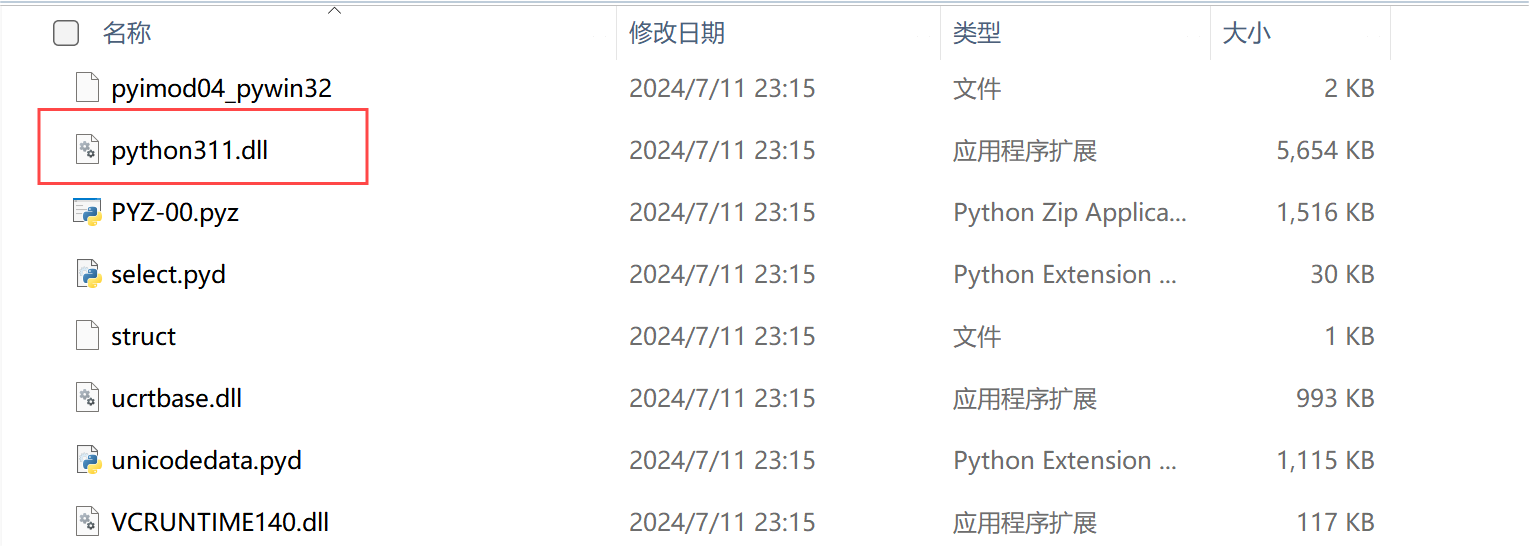 名称 修改日期 类型 大小
pyimod04_pywin32 2024/7/11 23:15 文件 2 KB
python311.dll 2024/7/11 23:15 应用程序扩展 5,654 KB
PYZ-00.pyz 2024/7/11 23:15 Python Zip Applica... 1,516 KB
select.pyd 2024/7/11 23:15 Python Extension ... 30 KB
struct 2024/7/11 23:15 文件 1 KB
ucrtbase.dll 2024/7/11 23:15 应用程序扩展 993 KB
unicodedata.pyd 2024/7/11 23:15 Python Extension ... 1,115 KB
VCRUNTIME140.dll 2024/7/11 23:15 应用程序扩展 117 KB